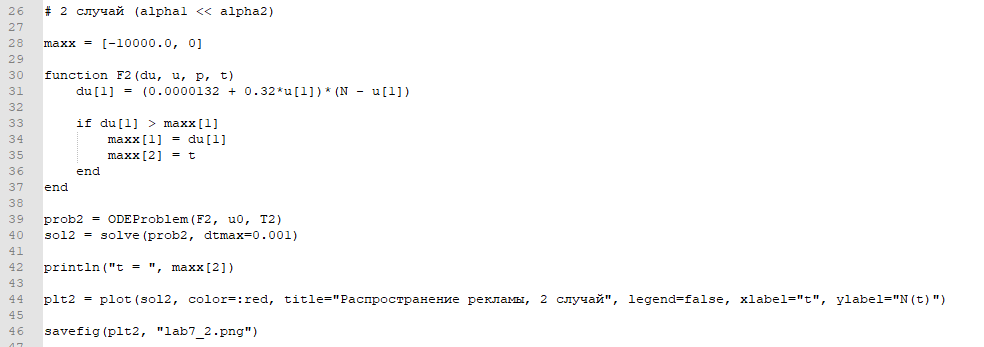 26 # 2 случай (alpha1 << alpha2)
27
28 maxx = [-10000.0, 0]
29
30 function F2(du, u, p, t)
31     du[1] = (0.0000132 + 0.32*u[1])*(N - u[1])
32
33     if du[1] > maxx[1]
34         maxx[1] = du[1]
35         maxx[2] = t
36     end
37 end
38
39 prob2 = ODEProblem(F2, u0, T2)
40 sol2 = solve(prob2, dtmax=0.001)
41
42 println("t = ", maxx[2])
43
44 plt2 = plot(sol2, color=:red, title="Распространение рекламы, 2 случай", legend=false, xlabel="t", ylabel="N(t)")
45
46 savefig(plt2, "lab7_2.png")
47